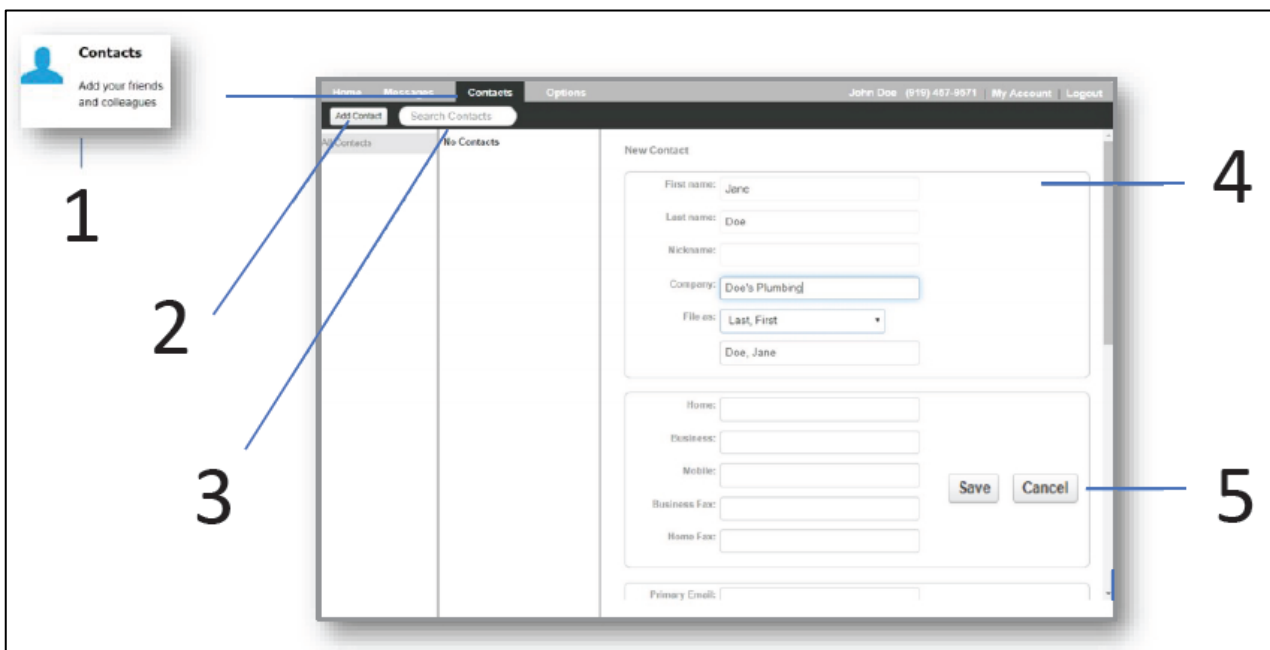 Contacts
Add your friends
and colleagues
1
Home Messages Contacts Options John Doe (919) 457-9671 | My Account | Logout
Add Contact Search Contacts
All Contacts
No Contacts
New Contact
4
First name: Jane
Last name: Doe
Nickname:
Company: Doe's Plumbing
2
File as: Last, First
Doe, Jane
Home:
Business:
Mobile:
3
Save Cancel
5
Business Fax:
Home Fax:
Primary Email: